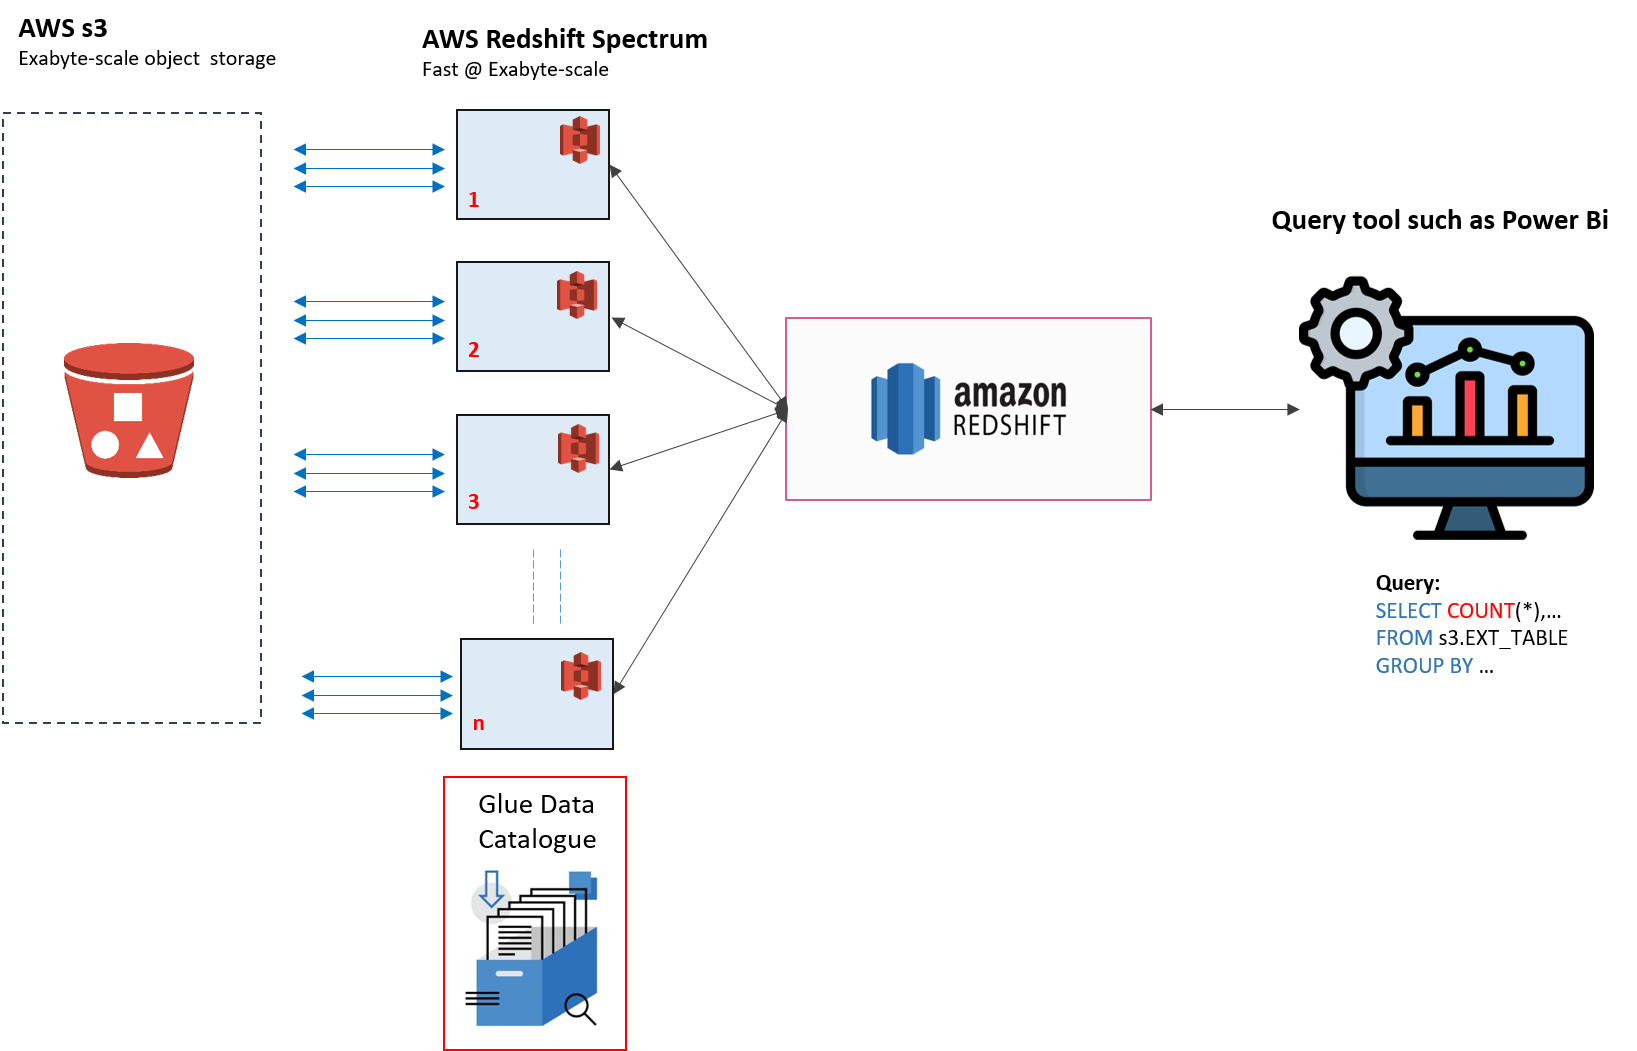 AWS s3
Exabyte-scale object storage
AWS Redshift Spectrum
Fast @ Exabyte-scale
1
2
3
n
Glue Data
Catalogue
amazon
REDSHIFT
Query tool such as Power Bi
Query:
SELECT COUNT(*),...
FROM s3.EXT_TABLE
GROUP BY ...